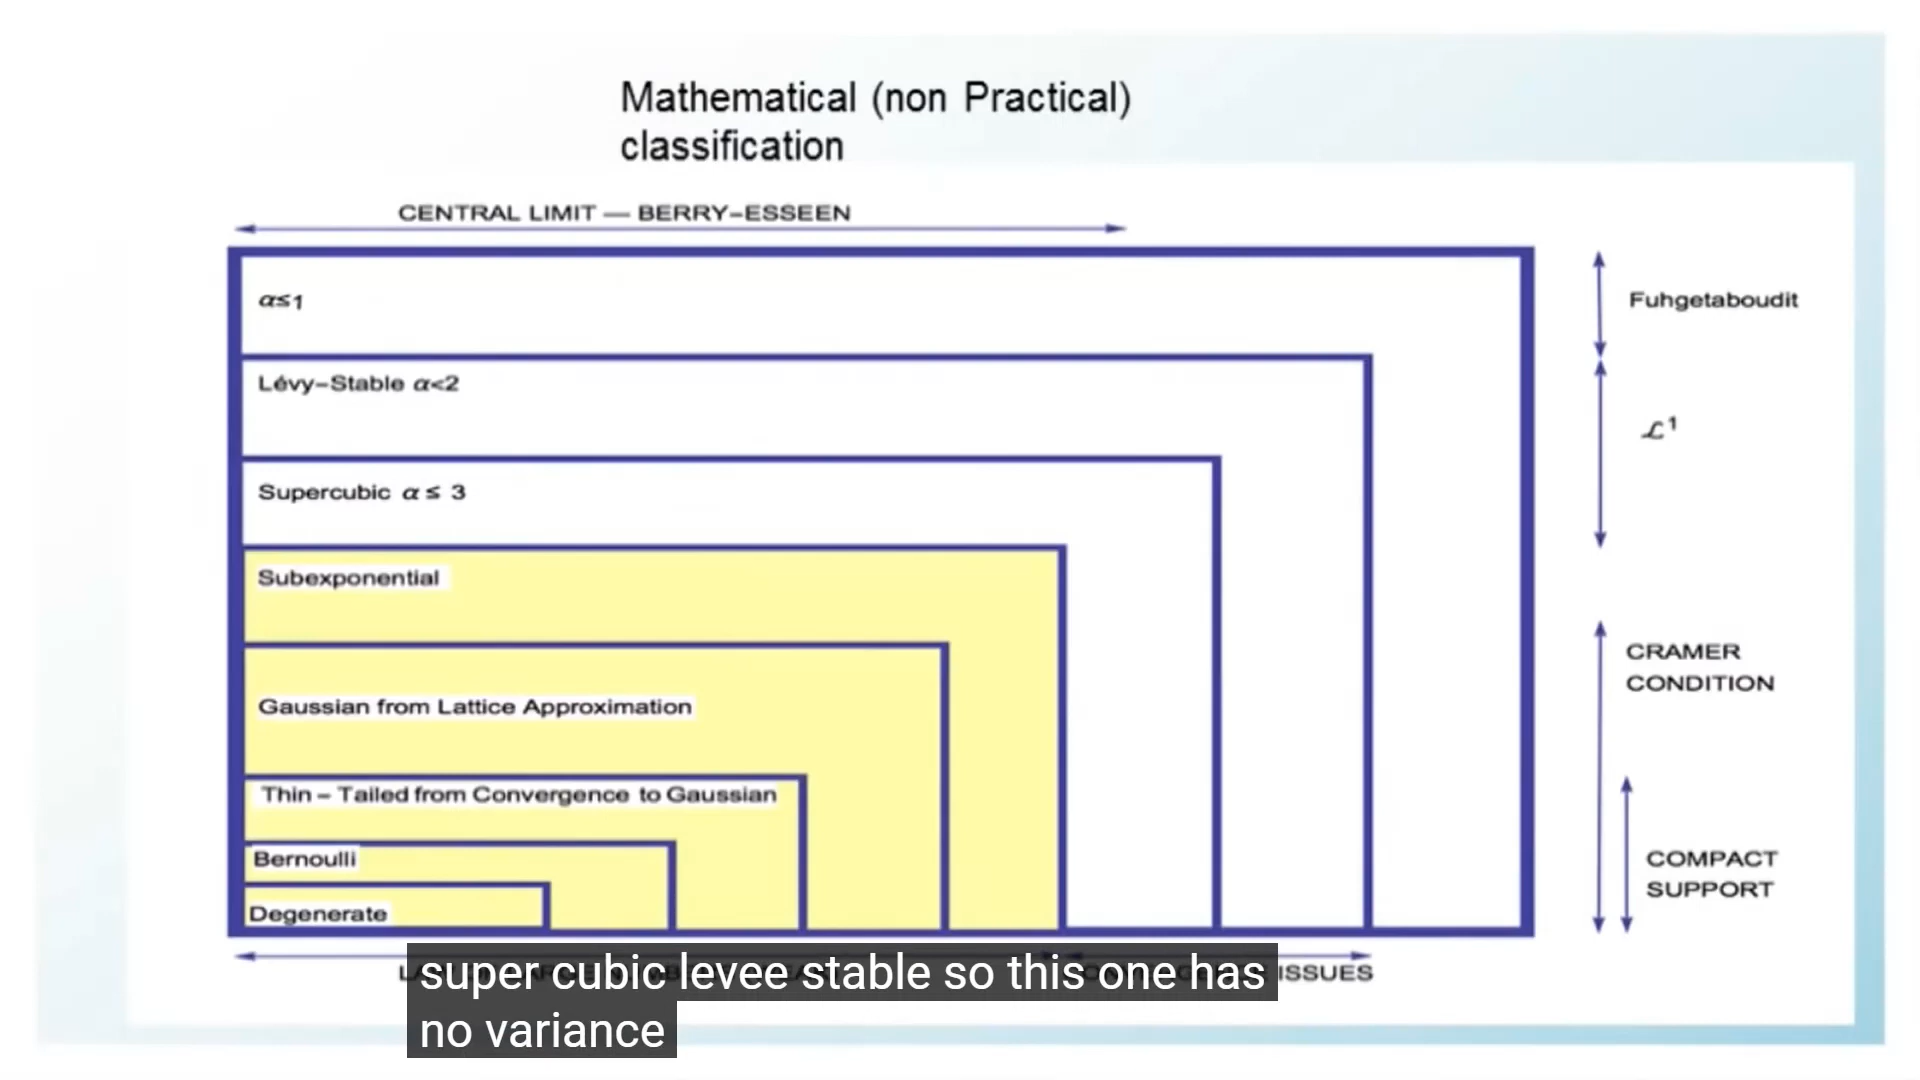 Mathematical (non Practical)
classification
CENTRAL LIMIT — BERRY–ESSEEN
α≤1
Fuhgetaboudit
Lévy–Stable α<2
ℒ¹
Supercubic α ≤ 3
Subexponential
CRAMER
CONDITION
Gaussian from Lattice Approximation
Thin – Tailed from Convergence to Gaussian
Bernoulli
COMPACT
SUPPORT
Degenerate
ISSUES
super cubic levee stable so this one has
no variance